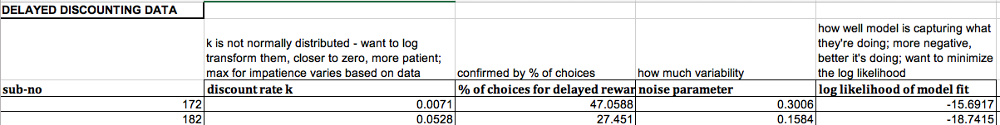 DELAYED DISCOUNTING DATA
k is not normally distributed - want to log
transform them, closer to zero, more patient;
max for impatience varies based on data
confirmed by % of choices
how much variability
how well model is capturing what
they're doing; more negative,
better it's doing; want to minimize
the log likelihood
sub-no discount rate k % of choices for delayed rewar noise parameter log likelihood of model fit
172 0.0071 47.0588 0.3006 -15.6917
182 0.0528 27.451 0.1584 -18.7415